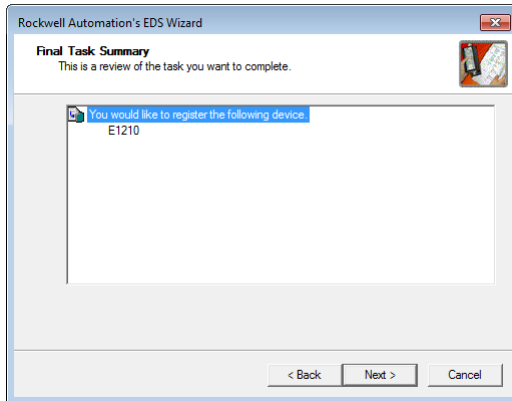 Rockwell Automation's EDS Wizard
Final Task Summary
This is a review of the task you want to complete.
You would like to register the following device.
E1210
< Back
Next >
Cancel